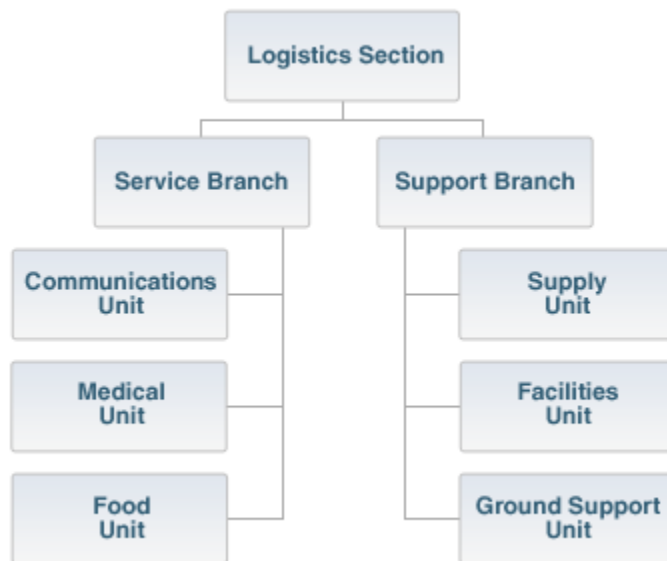 Logistics Section
Service Branch
Support Branch
Communications
Unit
Supply
Unit
Medical
Unit
Facilities
Unit
Food
Unit
Ground Support
Unit